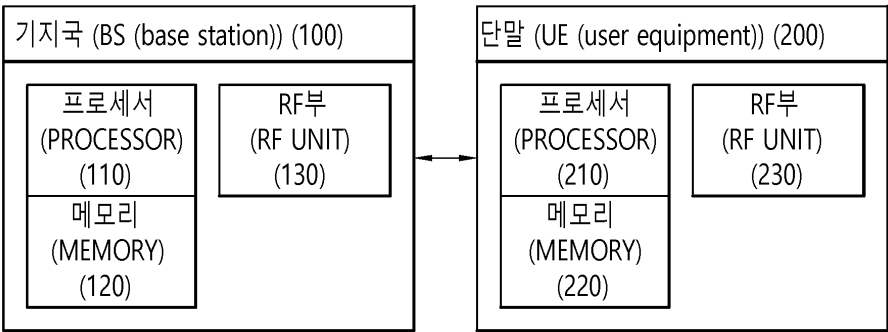 기지국 (BS (base station)) (100)
프로세서
(PROCESSOR)
(110)
메모리
(MEMORY)
(120)
RF부
(RF UNIT)
(130)
단말 (UE (user equipment)) (200)
프로세서
(PROCESSOR)
(210)
메모리
(MEMORY)
(220)
RF부
(RF UNIT)
(230)